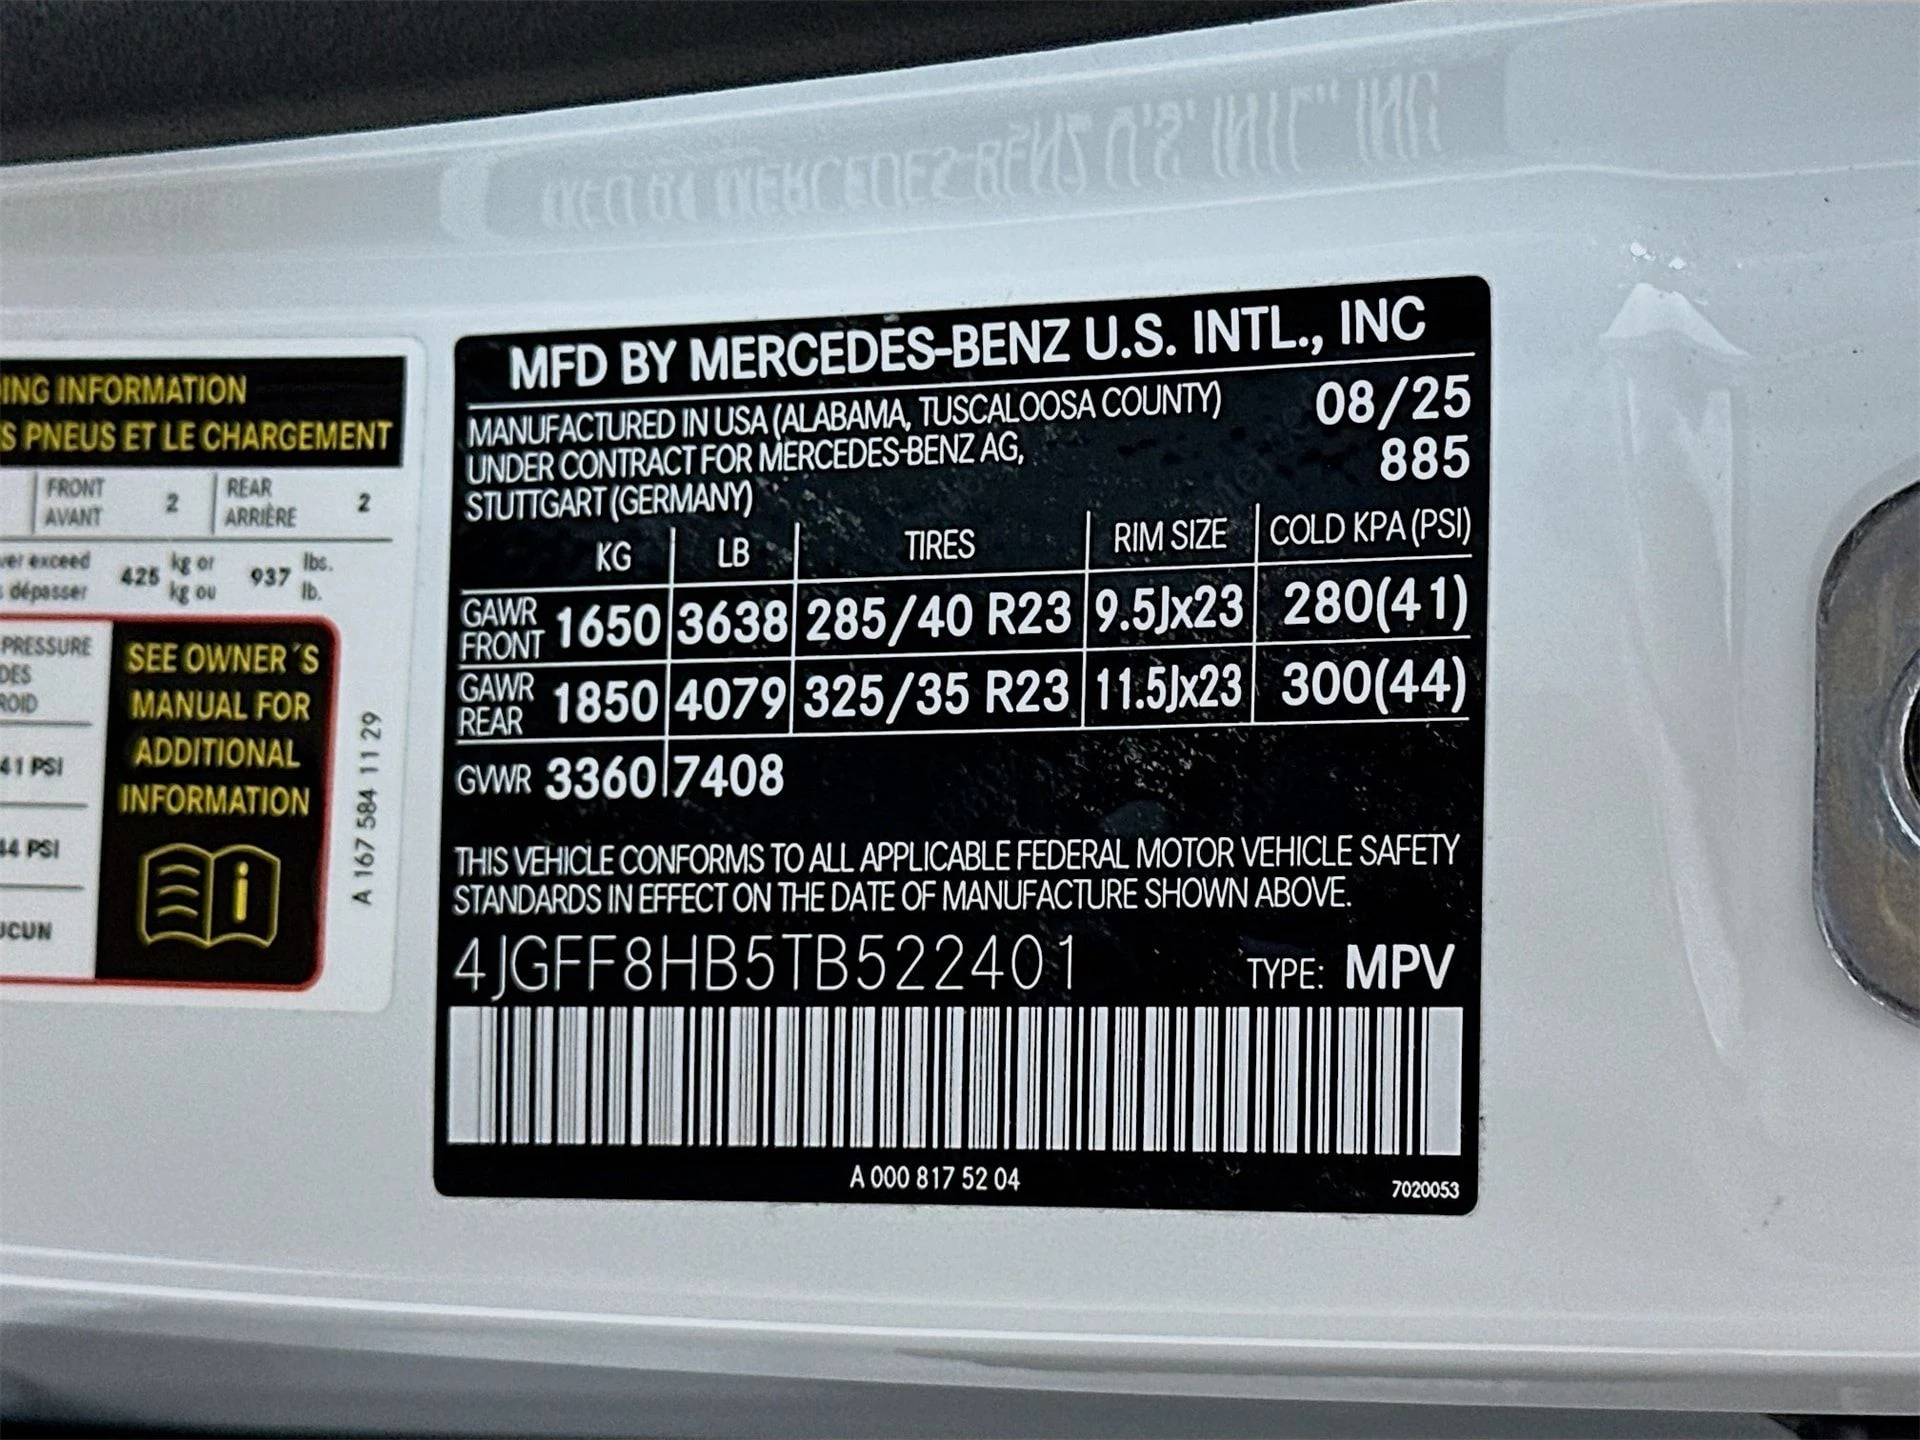 ING INFORMATION
S PNEUS ET LE CHARGEMENT
FRONT
AVANT
2
REAR
ARRIÈRE
2
ver exceed
dépasser
425
kg or
kg ou
937
lbs.
lb.
PRESSURE
DES
ROID
41 PSI
44 PSI
UCUN
SEE OWNER´S
MANUAL FOR
ADDITIONAL
INFORMATION
i
A 167 584 11 29
MFD BY MERCEDES-BENZ U.S. INTL., INC
MANUFACTURED IN USA (ALABAMA, TUSCALOOSA COUNTY) 08/25
UNDER CONTRACT FOR MERCEDES-BENZ AG, 885
STUTTGART (GERMANY)
KG LB TIRES RIM SIZE COLD KPA (PSI)
GAWR FRONT 1650 3638 285/40 R23 9.5Jx23 280(41)
GAWR REAR 1850 4079 325/35 R23 11.5Jx23 300(44)
GVWR 3360 7408
THIS VEHICLE CONFORMS TO ALL APPLICABLE FEDERAL MOTOR VEHICLE SAFETY
STANDARDS IN EFFECT ON THE DATE OF MANUFACTURE SHOWN ABOVE.
4JGFF8HB5TB522401 TYPE: MPV
A 000 817 52 04
7020053